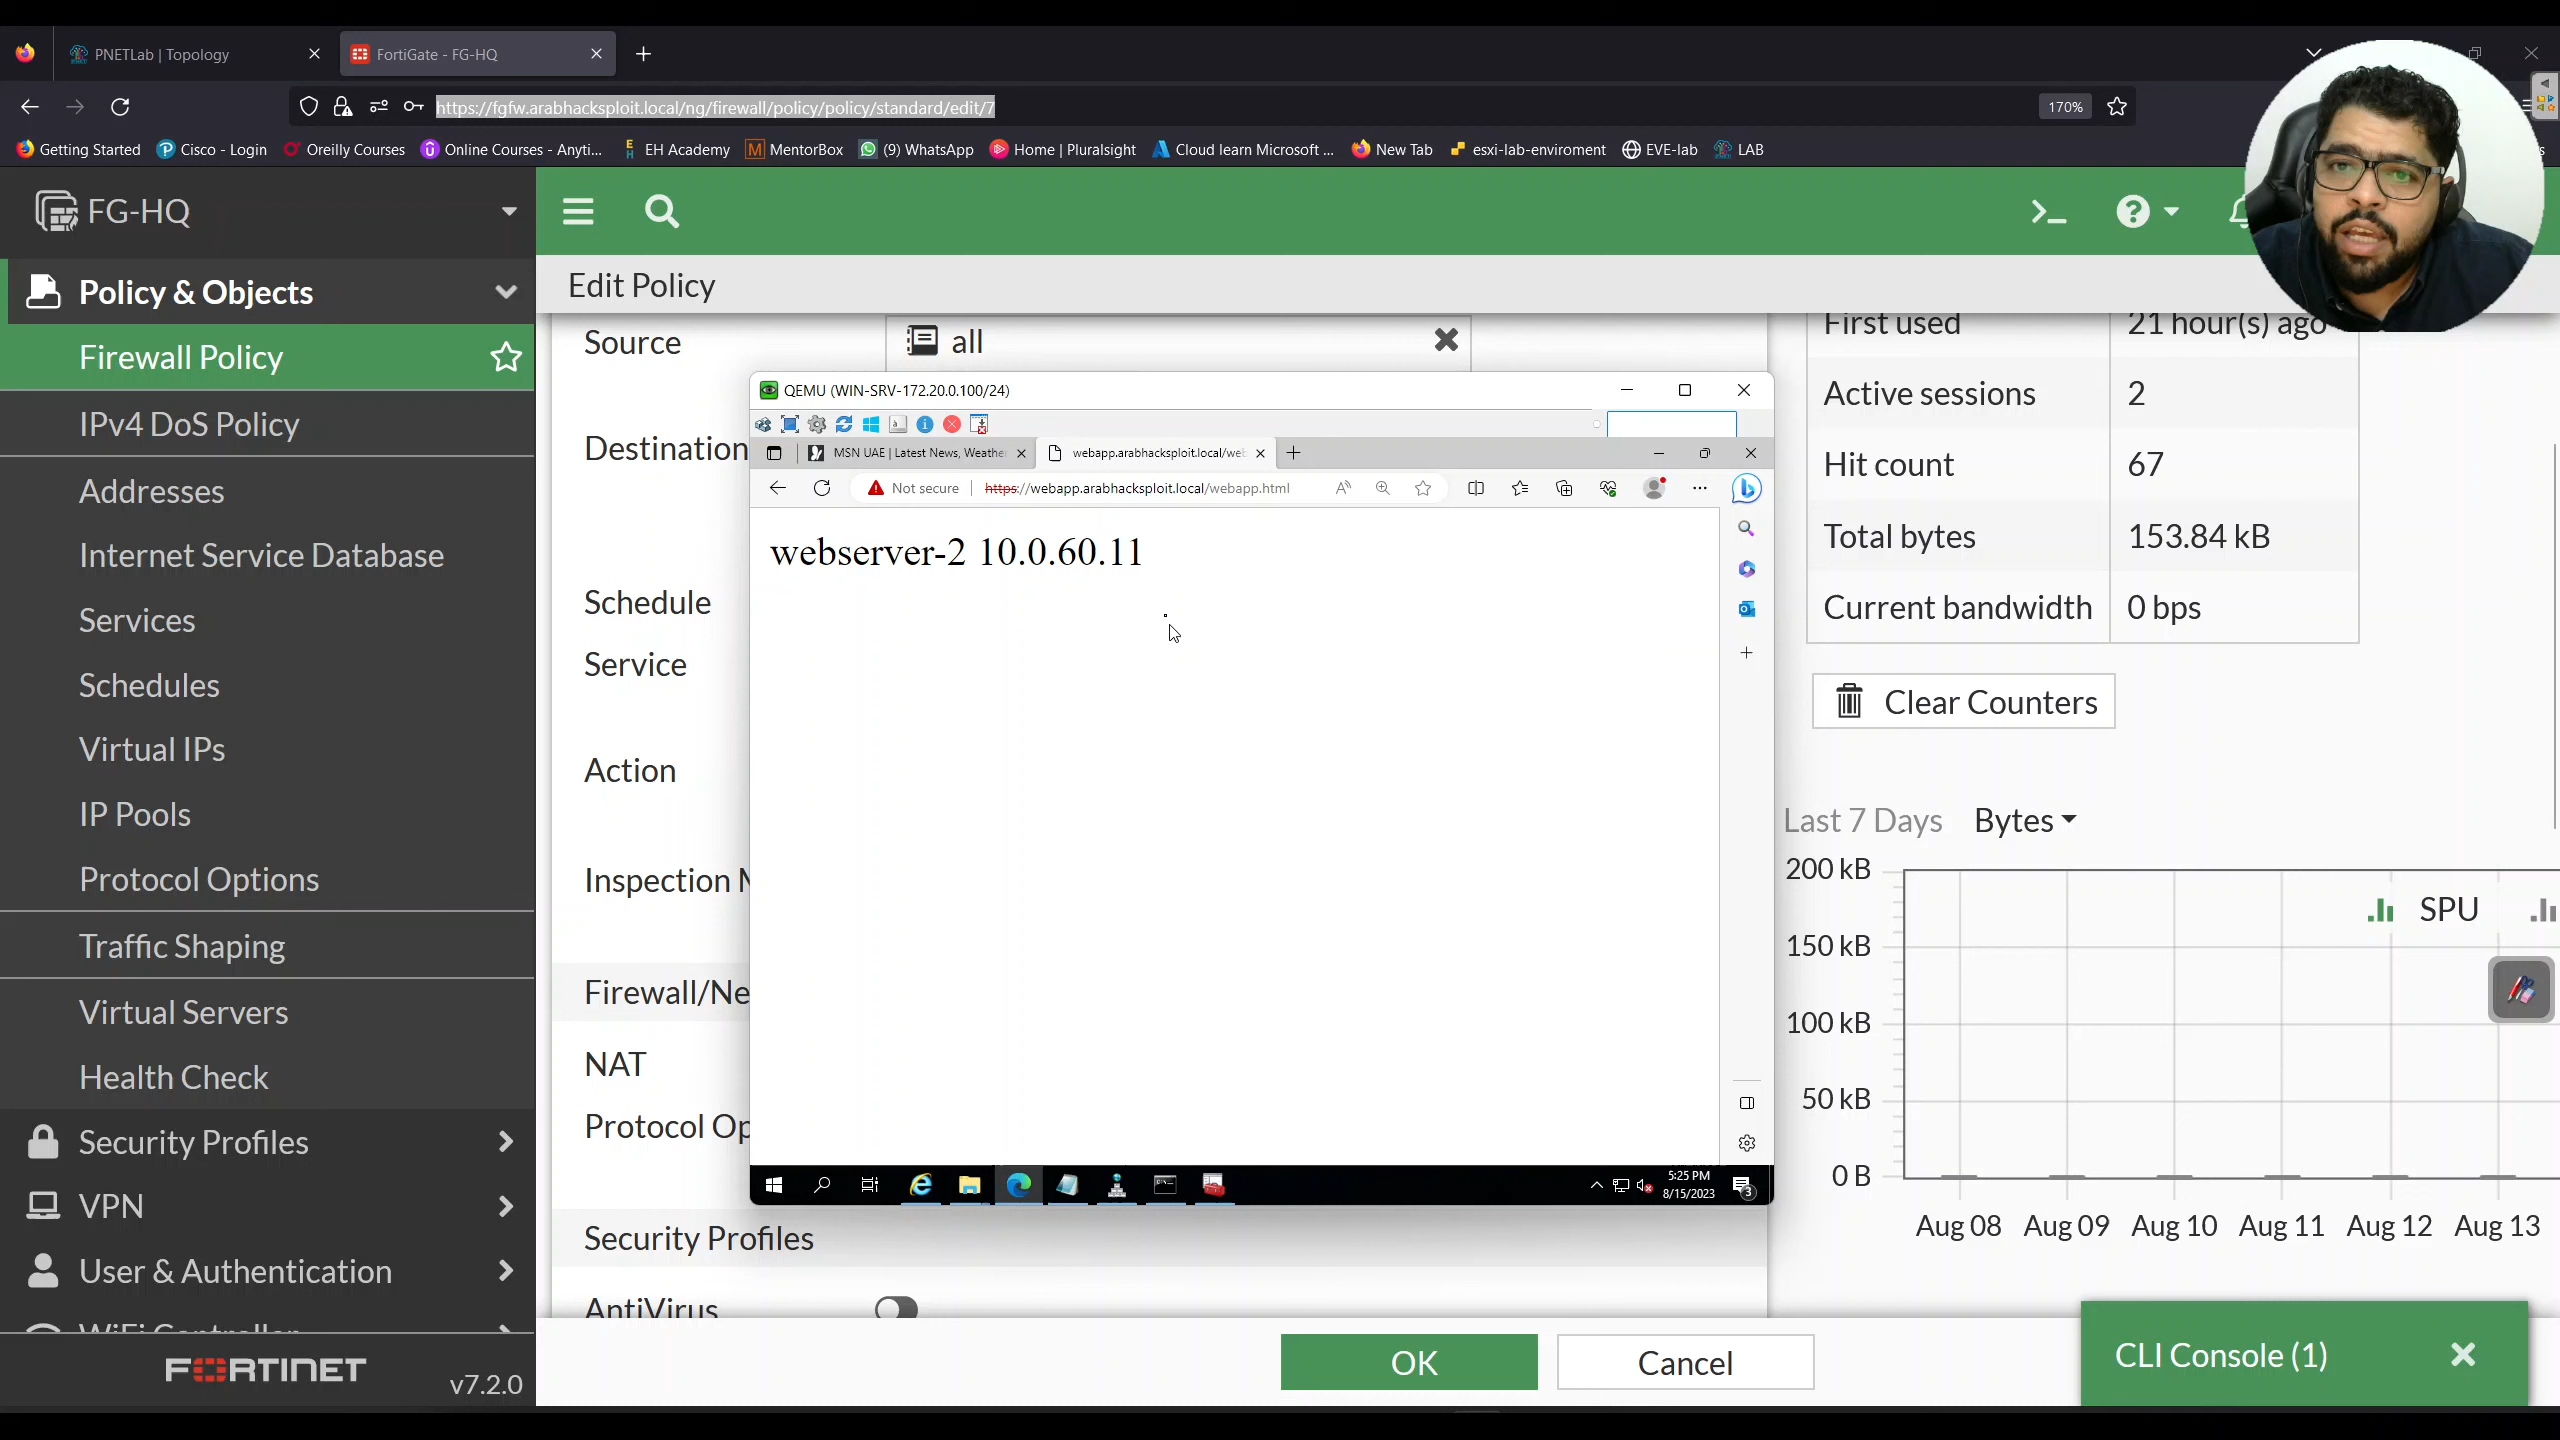 PNETLab | Topology
FortiGate - FG-HQ
https://fgfw.arabhacksploit.local/ng/firewall/policy/policy/standard/edit/7
170%
Getting Started
Cisco - Login
Oreilly Courses
Online Courses - Anyti...
EH Academy
MentorBox
(9) WhatsApp
Home | Pluralsight
Cloud learn Microsoft ...
New Tab
esxi-lab-enviroment
EVE-lab
LAB
FG-HQ
Policy & Objects
Firewall Policy
IPv4 DoS Policy
Addresses
Internet Service Database
Services
Schedules
Virtual IPs
IP Pools
Protocol Options
Traffic Shaping
Virtual Servers
Health Check
Security Profiles
VPN
User & Authentication
WiFi Controller
FORTINET
v7.2.0
Edit Policy
Source
all
Destination
Schedule
Service
Action
Inspection M
Firewall/Ne
NAT
Protocol Op
Security Profiles
AntiVirus
OK
Cancel
QEMU (WIN-SRV-172.20.0.100/24)
MSN UAE | Latest News, Weathe
webapp.arabhacksploit.local/web
Not secure
https://webapp.arabhacksploit.local/webapp.html
webserver-2 10.0.60.11
5:25 PM
8/15/2023
3
First used
21 hour(s) ago
Active sessions
2
Hit count
67
Total bytes
153.84 kB
Current bandwidth
0 bps
Clear Counters
Last 7 Days
Bytes
200 kB
150 kB
100 kB
50 kB
0 B
SPU
Aug 08
Aug 09
Aug 10
Aug 11
Aug 12
Aug 13
CLI Console (1)